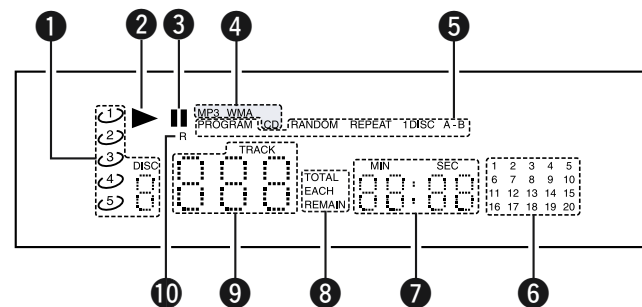 1 2 3 4 5
MP3 WMA
PROGRAM CD RANDOM REPEAT 1 DISC A - B
R
1
2
3
4
5
DISC
TRACK
TOTAL
EACH
REMAIN
MIN SEC
1 2 3 4 5
6 7 8 9 10
11 12 13 14 15
16 17 18 19 20
10 9 8 7 6